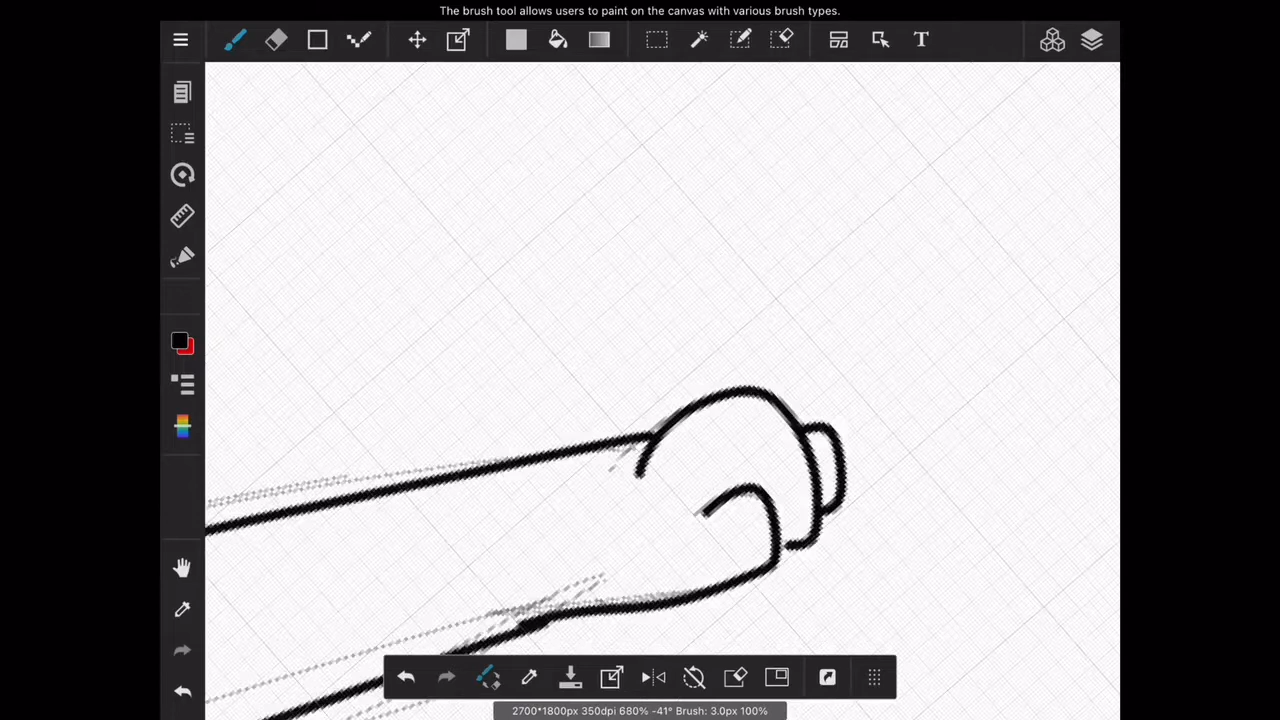 The brush tool allows users to paint on the canvas with various brush types.
T
2700*1800px 350dpi 680% -41° Brush: 3.0px 100%